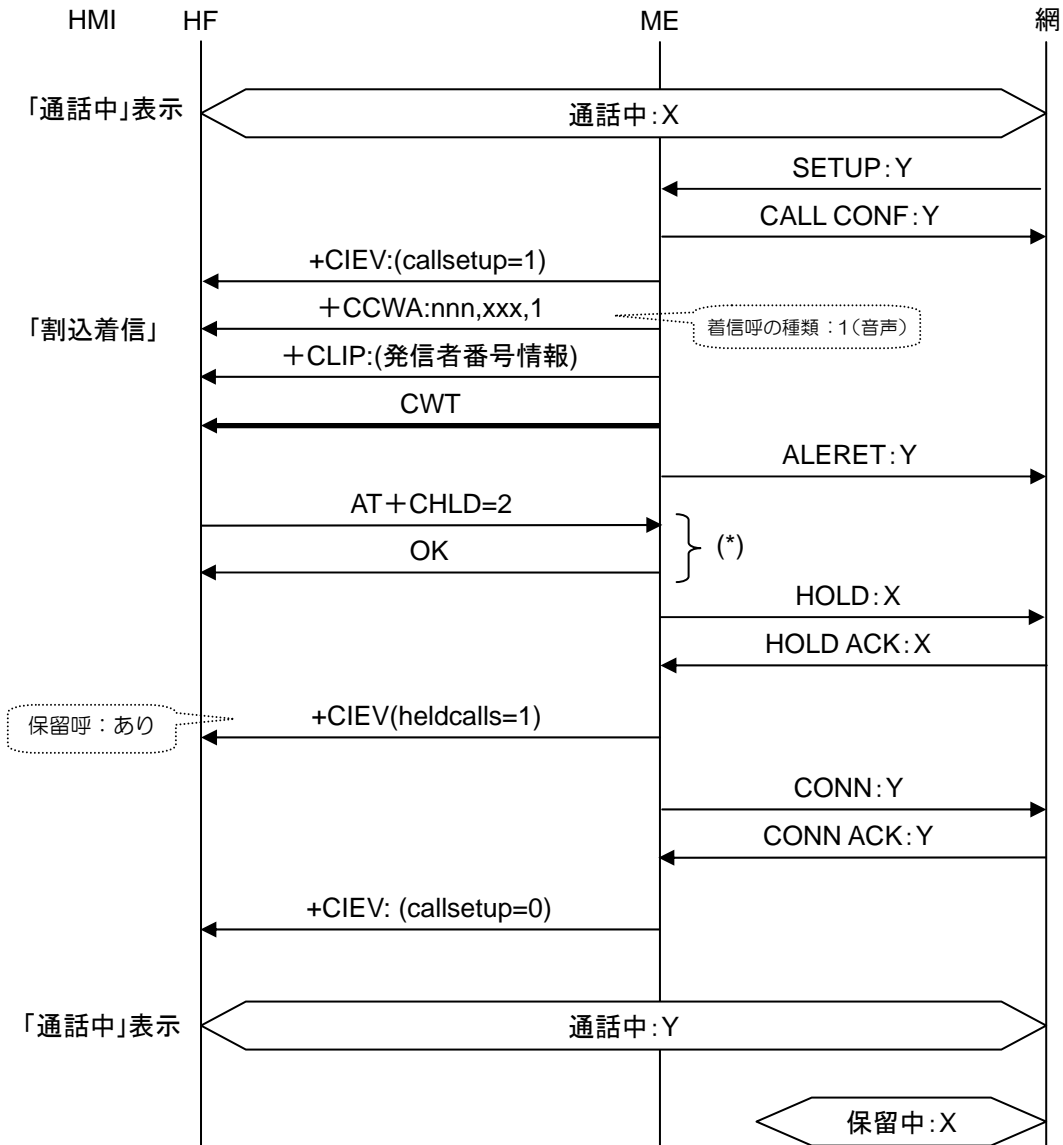 HMI HF ME 網
「通話中」表示
通話中:X
SETUP:Y
CALL CONF:Y
+CIEV:(callsetup=1)
+CCWA:nnn,xxx,1
着信呼の種類:1(音声)
「割込着信」
+CLIP:(発信者番号情報)
CWT
ALERET:Y
AT+CHLD=2
(*)
OK
HOLD:X
HOLD ACK:X
+CIEV(heldcalls=1)
保留呼:あり
CONN:Y
CONN ACK:Y
+CIEV: (callsetup=0)
「通話中」表示
通話中:Y
保留中:X